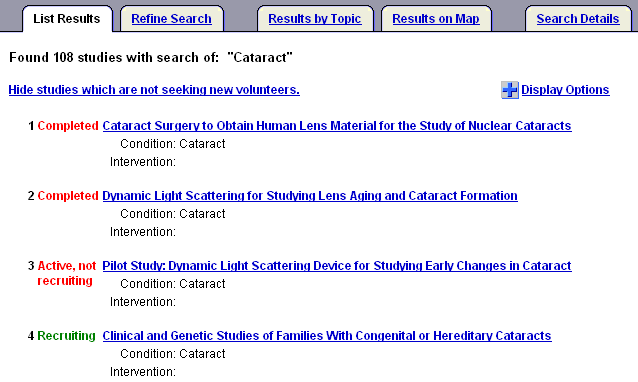 List Results Refine Search Results by Topic Results on Map Search Details
Found 108 studies with search of: "Cataract"
Hide studies which are not seeking new volunteers. Display Options
1 Completed Cataract Surgery to Obtain Human Lens Material for the Study of Nuclear Cataracts
Condition: Cataract
Intervention:
2 Completed Dynamic Light Scattering for Studying Lens Aging and Cataract Formation
Condition: Cataract
Intervention:
3 Active, not Pilot Study: Dynamic Light Scattering Device for Studying Early Changes in Cataract
recruiting Condition: Cataract
Intervention:
4 Recruiting Clinical and Genetic Studies of Families With Congenital or Hereditary Cataracts
Condition: Cataract
Intervention: